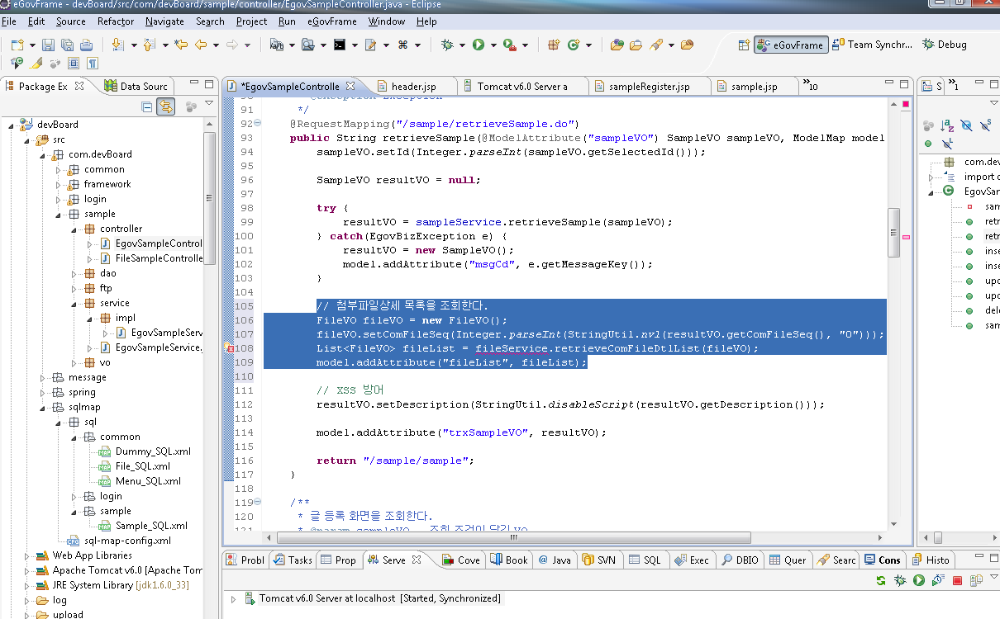 eGovFrame - devBoard/src/com/devBoard/sample/controller/EgovSampleController.java - Eclipse
File Edit Source Refactor Navigate Search Project Run eGovFrame Window Help
eGovFrame Team Synchr... Debug
Package Ex Data Sourc
*EgovSampleControlle header.jsp Tomcat v6.0 Server a sampleRegister.jsp sample.jsp »10
S »1
devBoard
src
com.devBoard
common
framework
login
sample
controller
EgovSampleControl
FileSampleControlle
dao
ftp
service
impl
EgovSampleServ
EgovSampleService.
vo
message
spring
sqlmap
sql
common
Dummy_SQL.xml
File_SQL.xml
Menu_SQL.xml
login
sample
Sample_SQL.xml
sql-map-config.xml
Web App Libraries
Apache Tomcat v6.0 [Apache Tom
JRE System Library [jdk1.6.0_33]
log
upload
91 */
92 @RequestMapping("/sample/retrieveSample.do")
93 public String retrieveSample(@ModelAttribute("sampleVO") SampleVO sampleVO, ModelMap model
94 sampleVO.setId(Integer.parseInt(sampleVO.getSelectedId()));
95
96 SampleVO resultVO = null;
97
98 try {
99 resultVO = sampleService.retrieveSample(sampleVO);
100 } catch(EgovBizException e) {
101 resultVO = new SampleVO();
102 model.addAttribute("msgCd", e.getMessageKey());
103 }
104
105 // 첨부파일상세 목록을 조회한다.
106 FileVO fileVO = new FileVO();
107 fileVO.setComFileSeq(Integer.parseInt(StringUtil.nvl(resultVO.getComFileSeq(), "0")));
108 List<FileVO> fileList = fileService.retrieveComFileDtlList(fileVO);
109 model.addAttribute("fileList", fileList);
110
111 // XSS 방어
112 resultVO.setDescription(StringUtil.disableScript(resultVO.getDescription()));
113
114 model.addAttribute("trxSampleVO", resultVO);
115
116 return "/sample/sample";
117 }
118
119 /**
120 * 글 등록 화면을 조회한다.
com.dev
import d
EgovSar
sam
retr
retr
inse
inse
upd
upd
dele
sam
Probl Tasks Prop Serve Cove Book Java SVN SQL Exec DBIO Quer Searc Cons Histo
Tomcat v6.0 Server at localhost [Started, Synchronized]